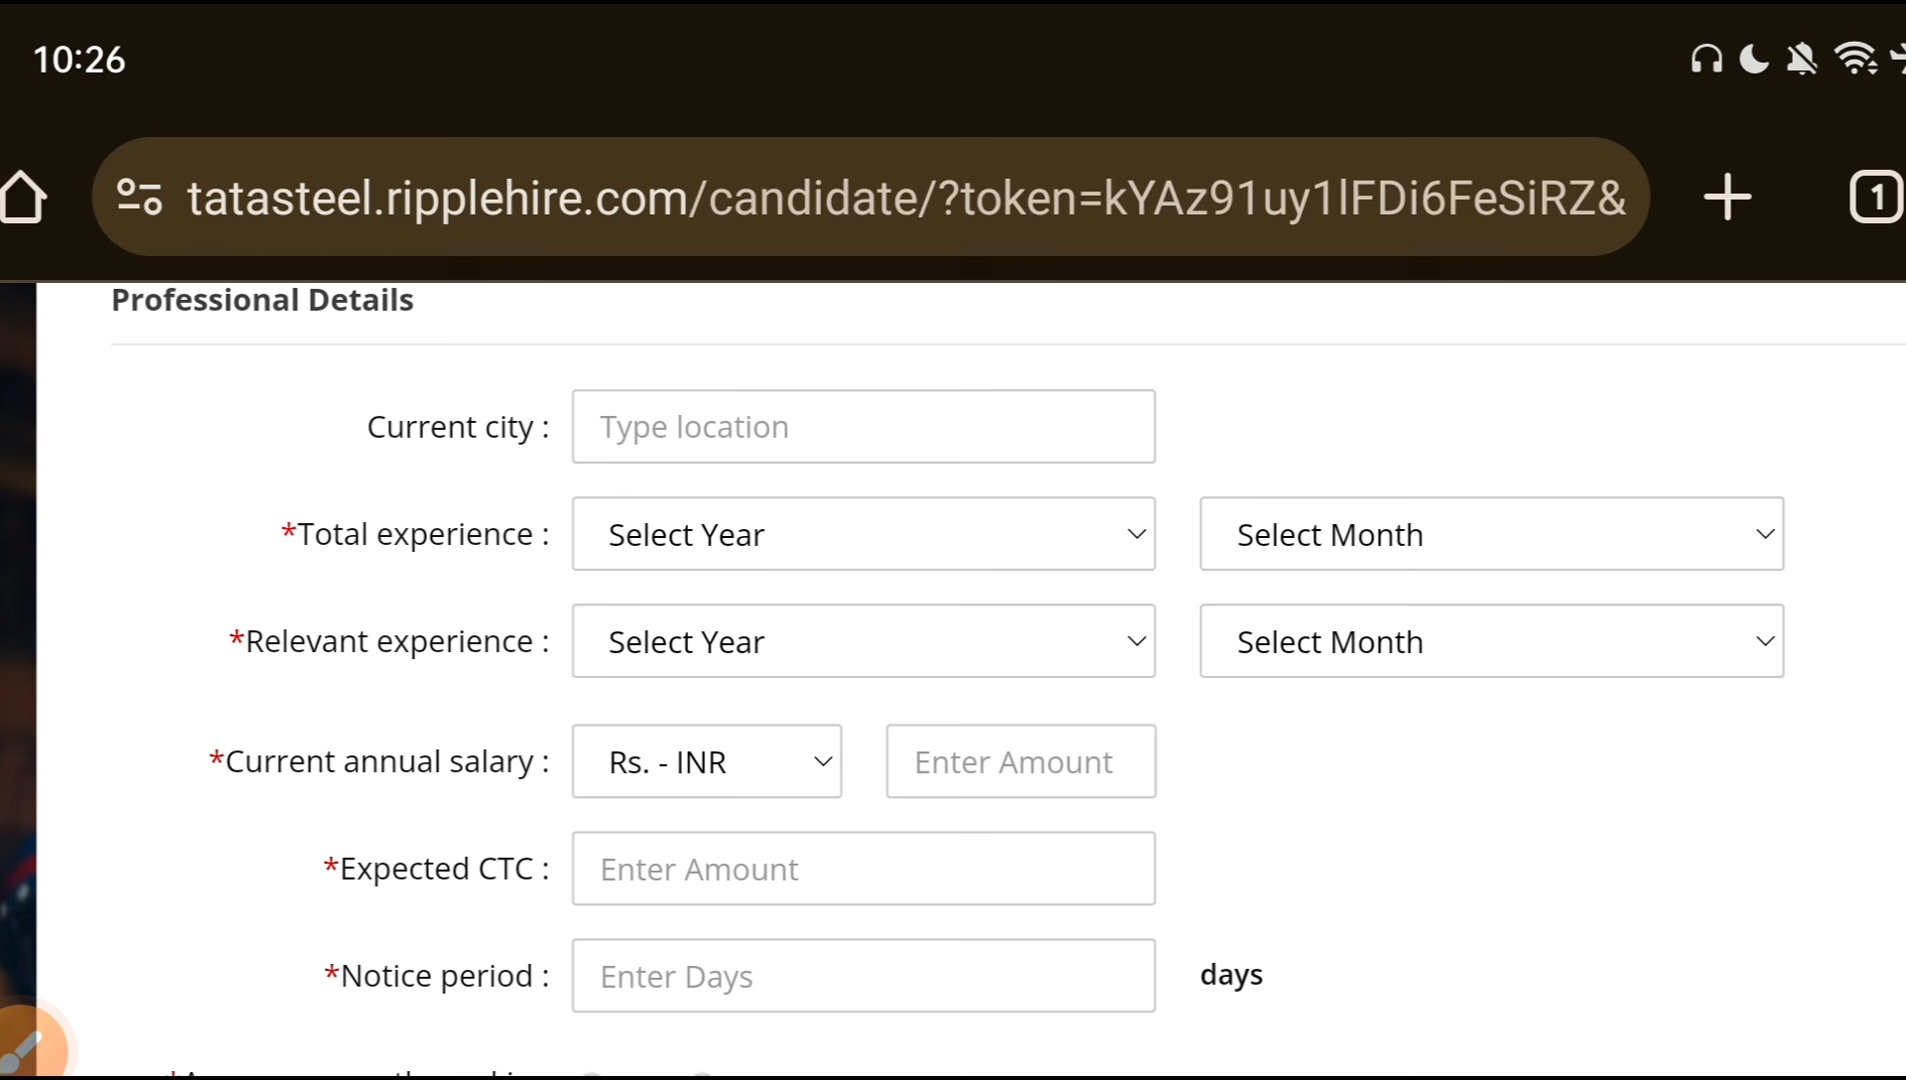 10:26
tatasteel.ripplehire.com/candidate/?token=kYAz91uy1lFDi6FeSiRZ&
1
Professional Details
Current city :
Type location
*Total experience :
Select Year
Select Month
*Relevant experience :
Select Year
Select Month
*Current annual salary :
Rs. - INR
Enter Amount
*Expected CTC :
Enter Amount
*Notice period :
Enter Days
days